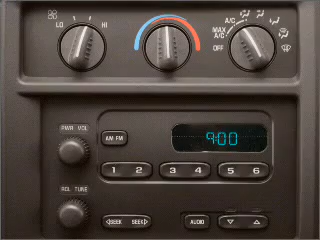 LO HI
A/C
MAX A/C
OFF
PWR VOL
AM FM
9:00
1 2 3 4 5 6
TUNE
SEEK SEEK
AUDIO